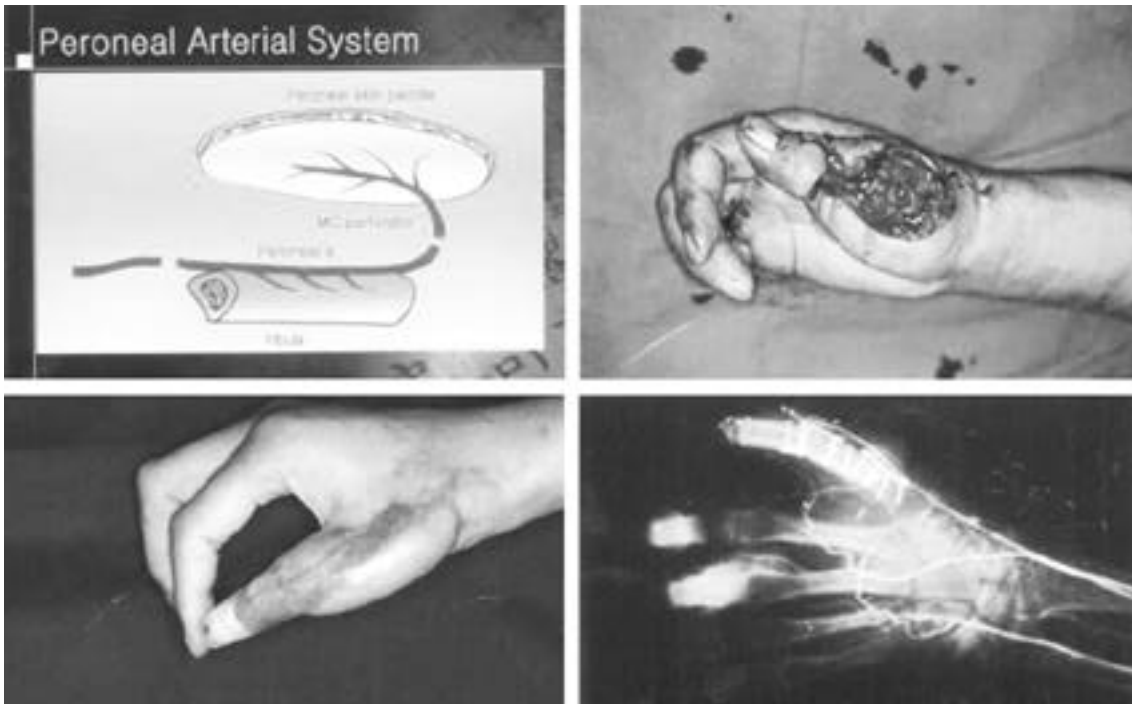 Peroneal Arterial System
Peroneal skin paddle
MC perforator
Peroneal a
fibula